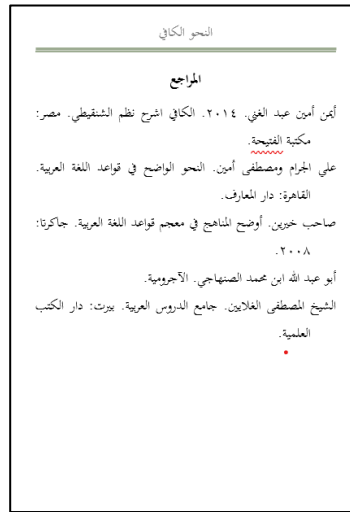 النحو الكافي
المراجع
أيمن أمين عبد الغني. ٢٠١٤. الكافي اشرح نظم الشنقيطي. مصر:
مكتبة الفتيحة.
علي الجرام ومصطفى أمين. النحو الواضح في قواعد اللغة العربية.
القاهرة: دار المعارف.
صاحب خيرين. أوضح المناهج في معجم قواعد اللغة العربية. جاكرتا:
٢٠٠٨.
أبو عبد الله ابن محمد الصنهاجي. الآجرومية.
الشيخ المصطفى الغلايين. جامع الدروس العربية. بيرت: دار الكتب
العلمية.